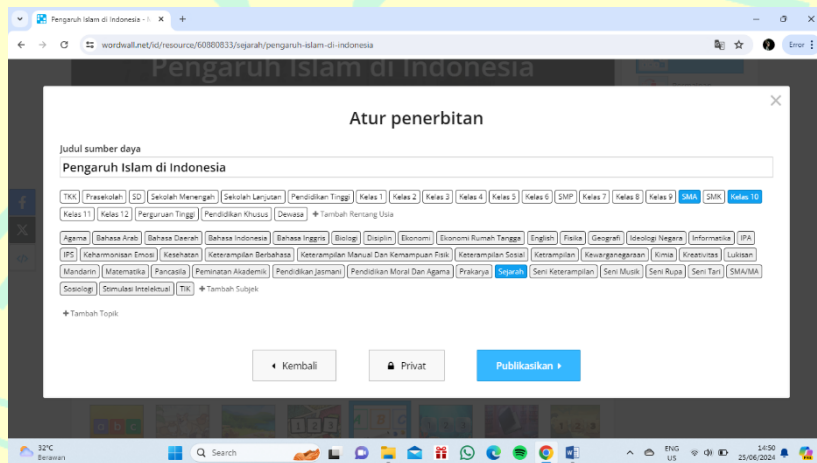 Pengaruh Islam di Indonesia -
wordwall.net/id/resource/60880833/sejarah/pengaruh-islam-di-indonesia
Error
Pengaruh Islam di Indonesia
Atur penerbitan
Judul sumber daya
Pengaruh Islam di Indonesia
TKK Prasekolah SD Sekolah Menengah Sekolah Lanjutan Pendidikan Tinggi Kelas 1 Kelas 2 Kelas 3 Kelas 4 Kelas 5 Kelas 6 SMP Kelas 7 Kelas 8 Kelas 9 SMA SMK Kelas 10
Kelas 11 Kelas 12 Perguruan Tinggi Pendidikan Khusus Dewasa + Tambah Rentang Usia
Agama Bahasa Arab Bahasa Daerah Bahasa Indonesia Bahasa Inggris Biologi Disiplin Ekonomi Ekonomi Rumah Tangga English Fisika Geografi Ideologi Negara Informatika IPA
IPS Keharmonisan Emosi Kesehatan Keterampilan Berbahasa Keterampilan Manual Dan Kemampuan Fisik Keterampilan Sosial Ketrampilan Kewarganegaraan Kimia Kreativitas Lukisan
Mandarin Matematika Pancasila Peminatan Akademik Pendidikan Jasmani Pendidikan Moral Dan Agama Prakarya Sejarah Seni Keterampilan Seni Musik Seni Rupa Seni Tari SMA/MA
Sosiologi Stimulasi Intelektual TIK + Tambah Subjek
+ Tambah Topik
Kembali Privat Publikasikan
a b c 1 2 3 A B C
32°C
Berawan
Search
ENG
US
14:50
25/06/2024